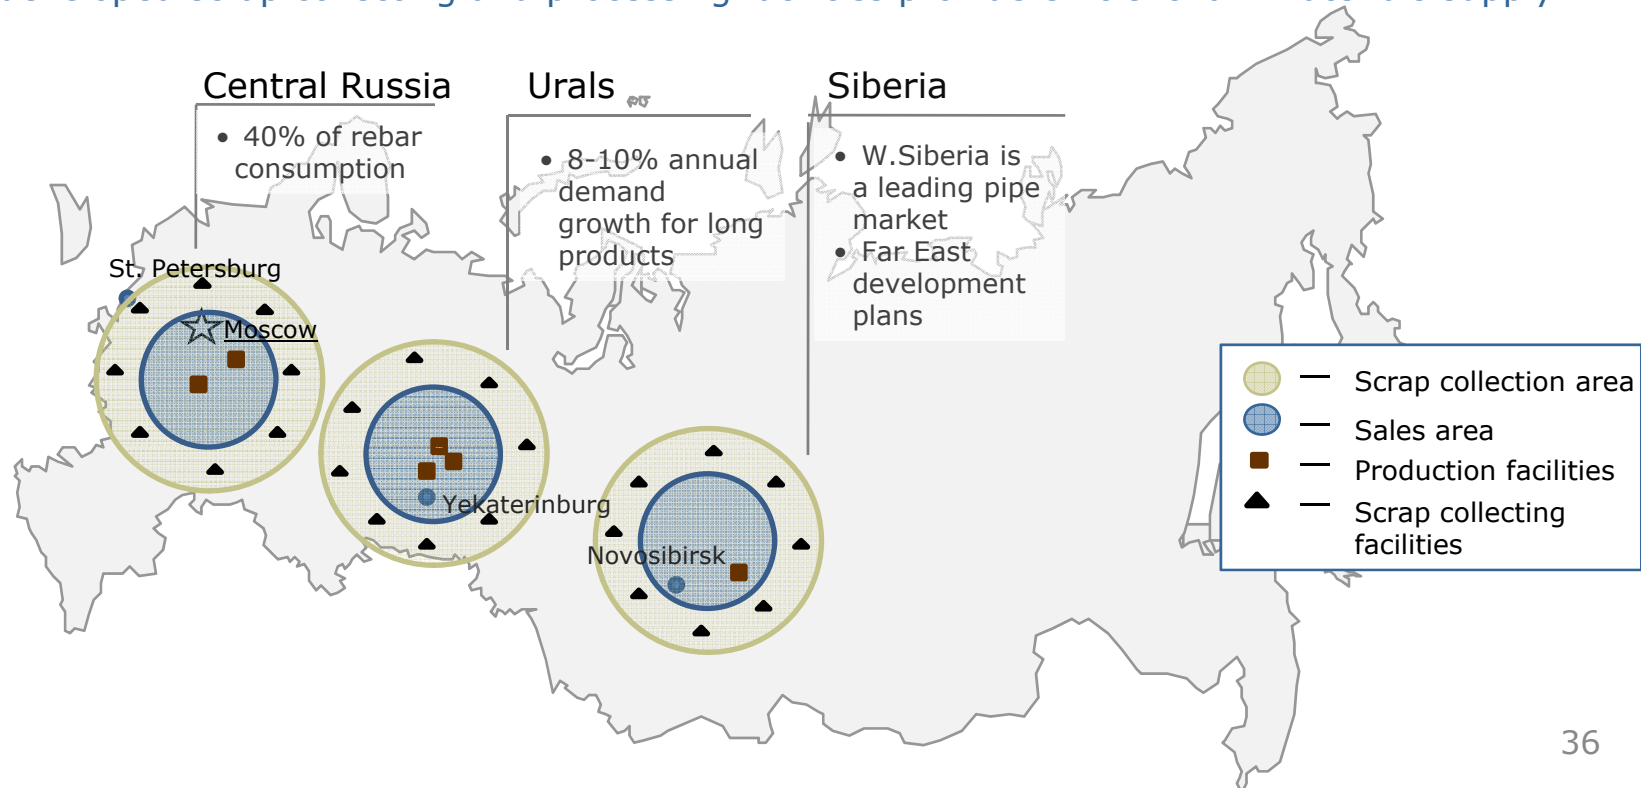 Central Russia
• 40% of rebar
consumption
Urals
• 8-10% annual
demand
growth for long
products
Siberia
• W.Siberia is
a leading pipe
market
• Far East
development
plans
St. Petersburg
Moscow
Yekaterinburg
Novosibirsk
— Scrap collection area
— Sales area
— Production facilities
— Scrap collecting
facilities
36